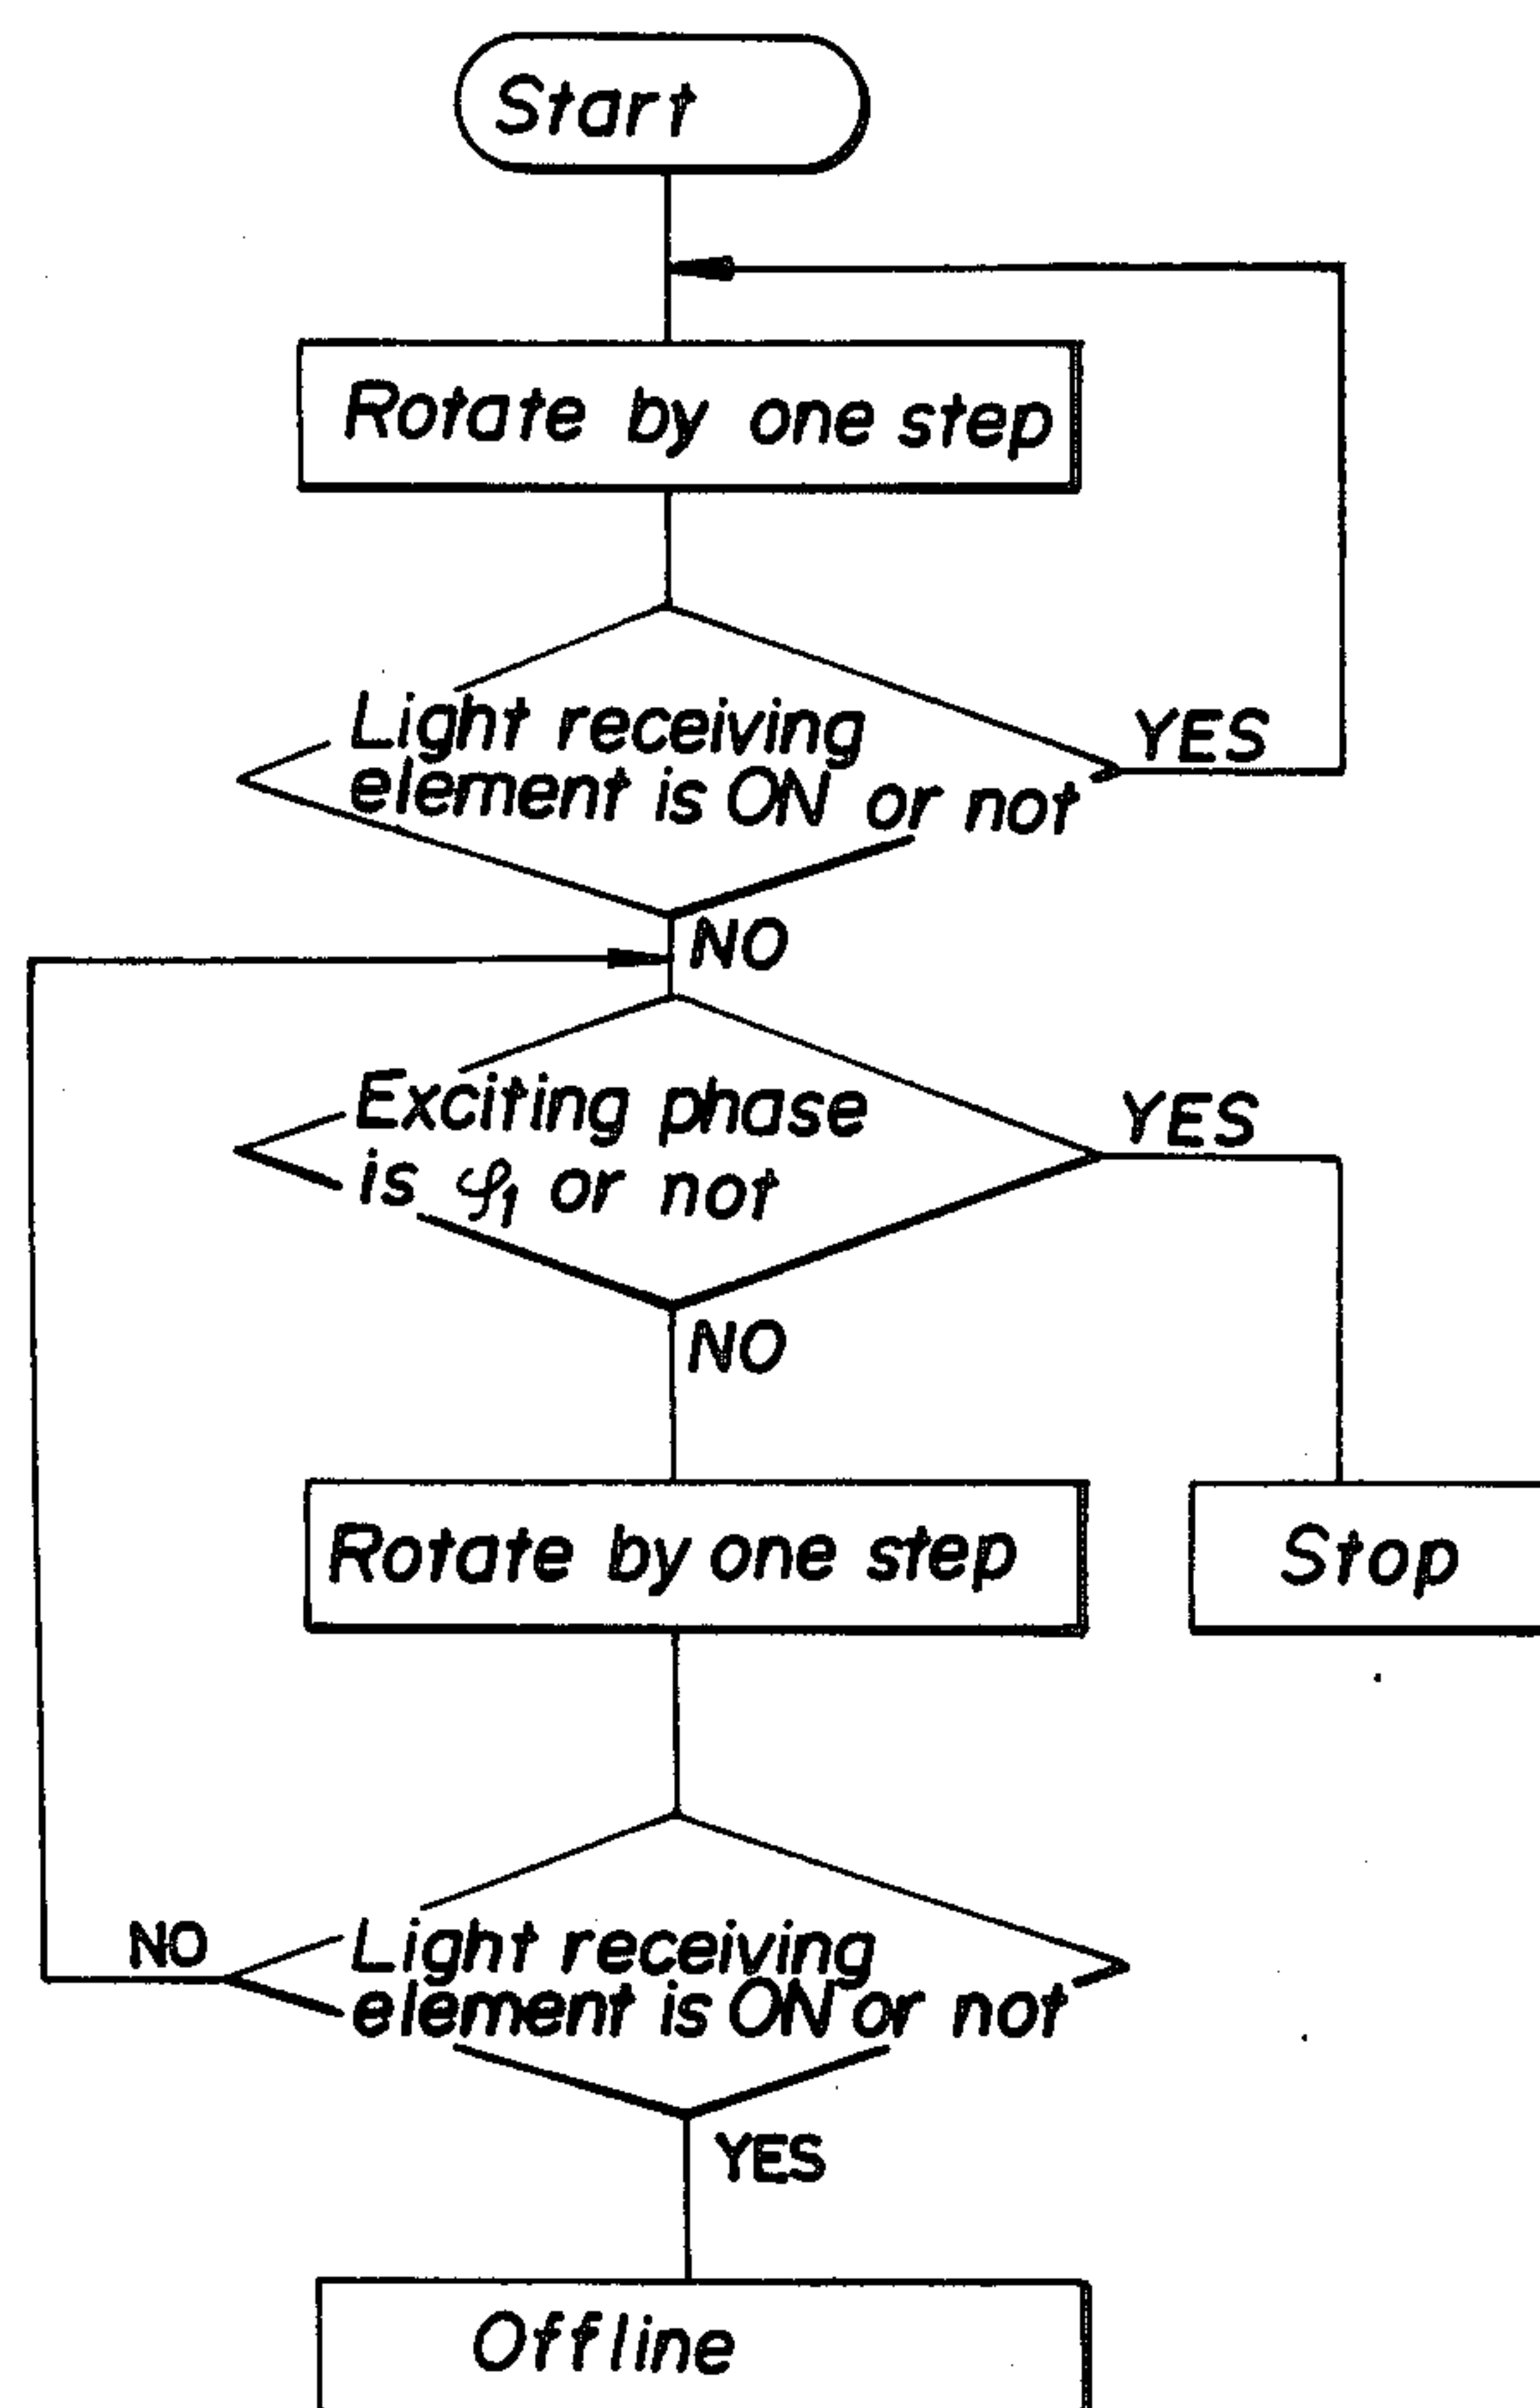 Start
Rotate by one step
Light receiving
element is ON or not
YES
NO
Exciting phase
is φ1 or not
YES
NO
Rotate by one step
Stop
Light receiving
element is ON or not
NO
YES
Offline